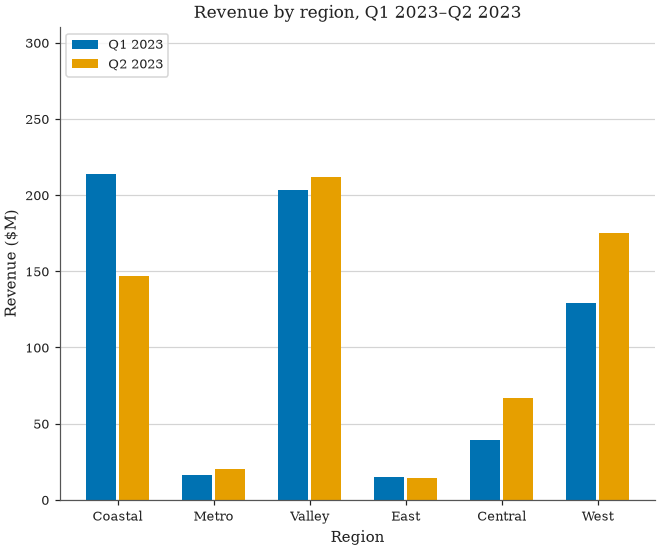 Revenue by region, Q1 2023–Q2 2023
Q1 2023
Q2 2023
Revenue ($M)
300
250
200
150
100
50
0
Coastal Metro Valley East Central West
Region